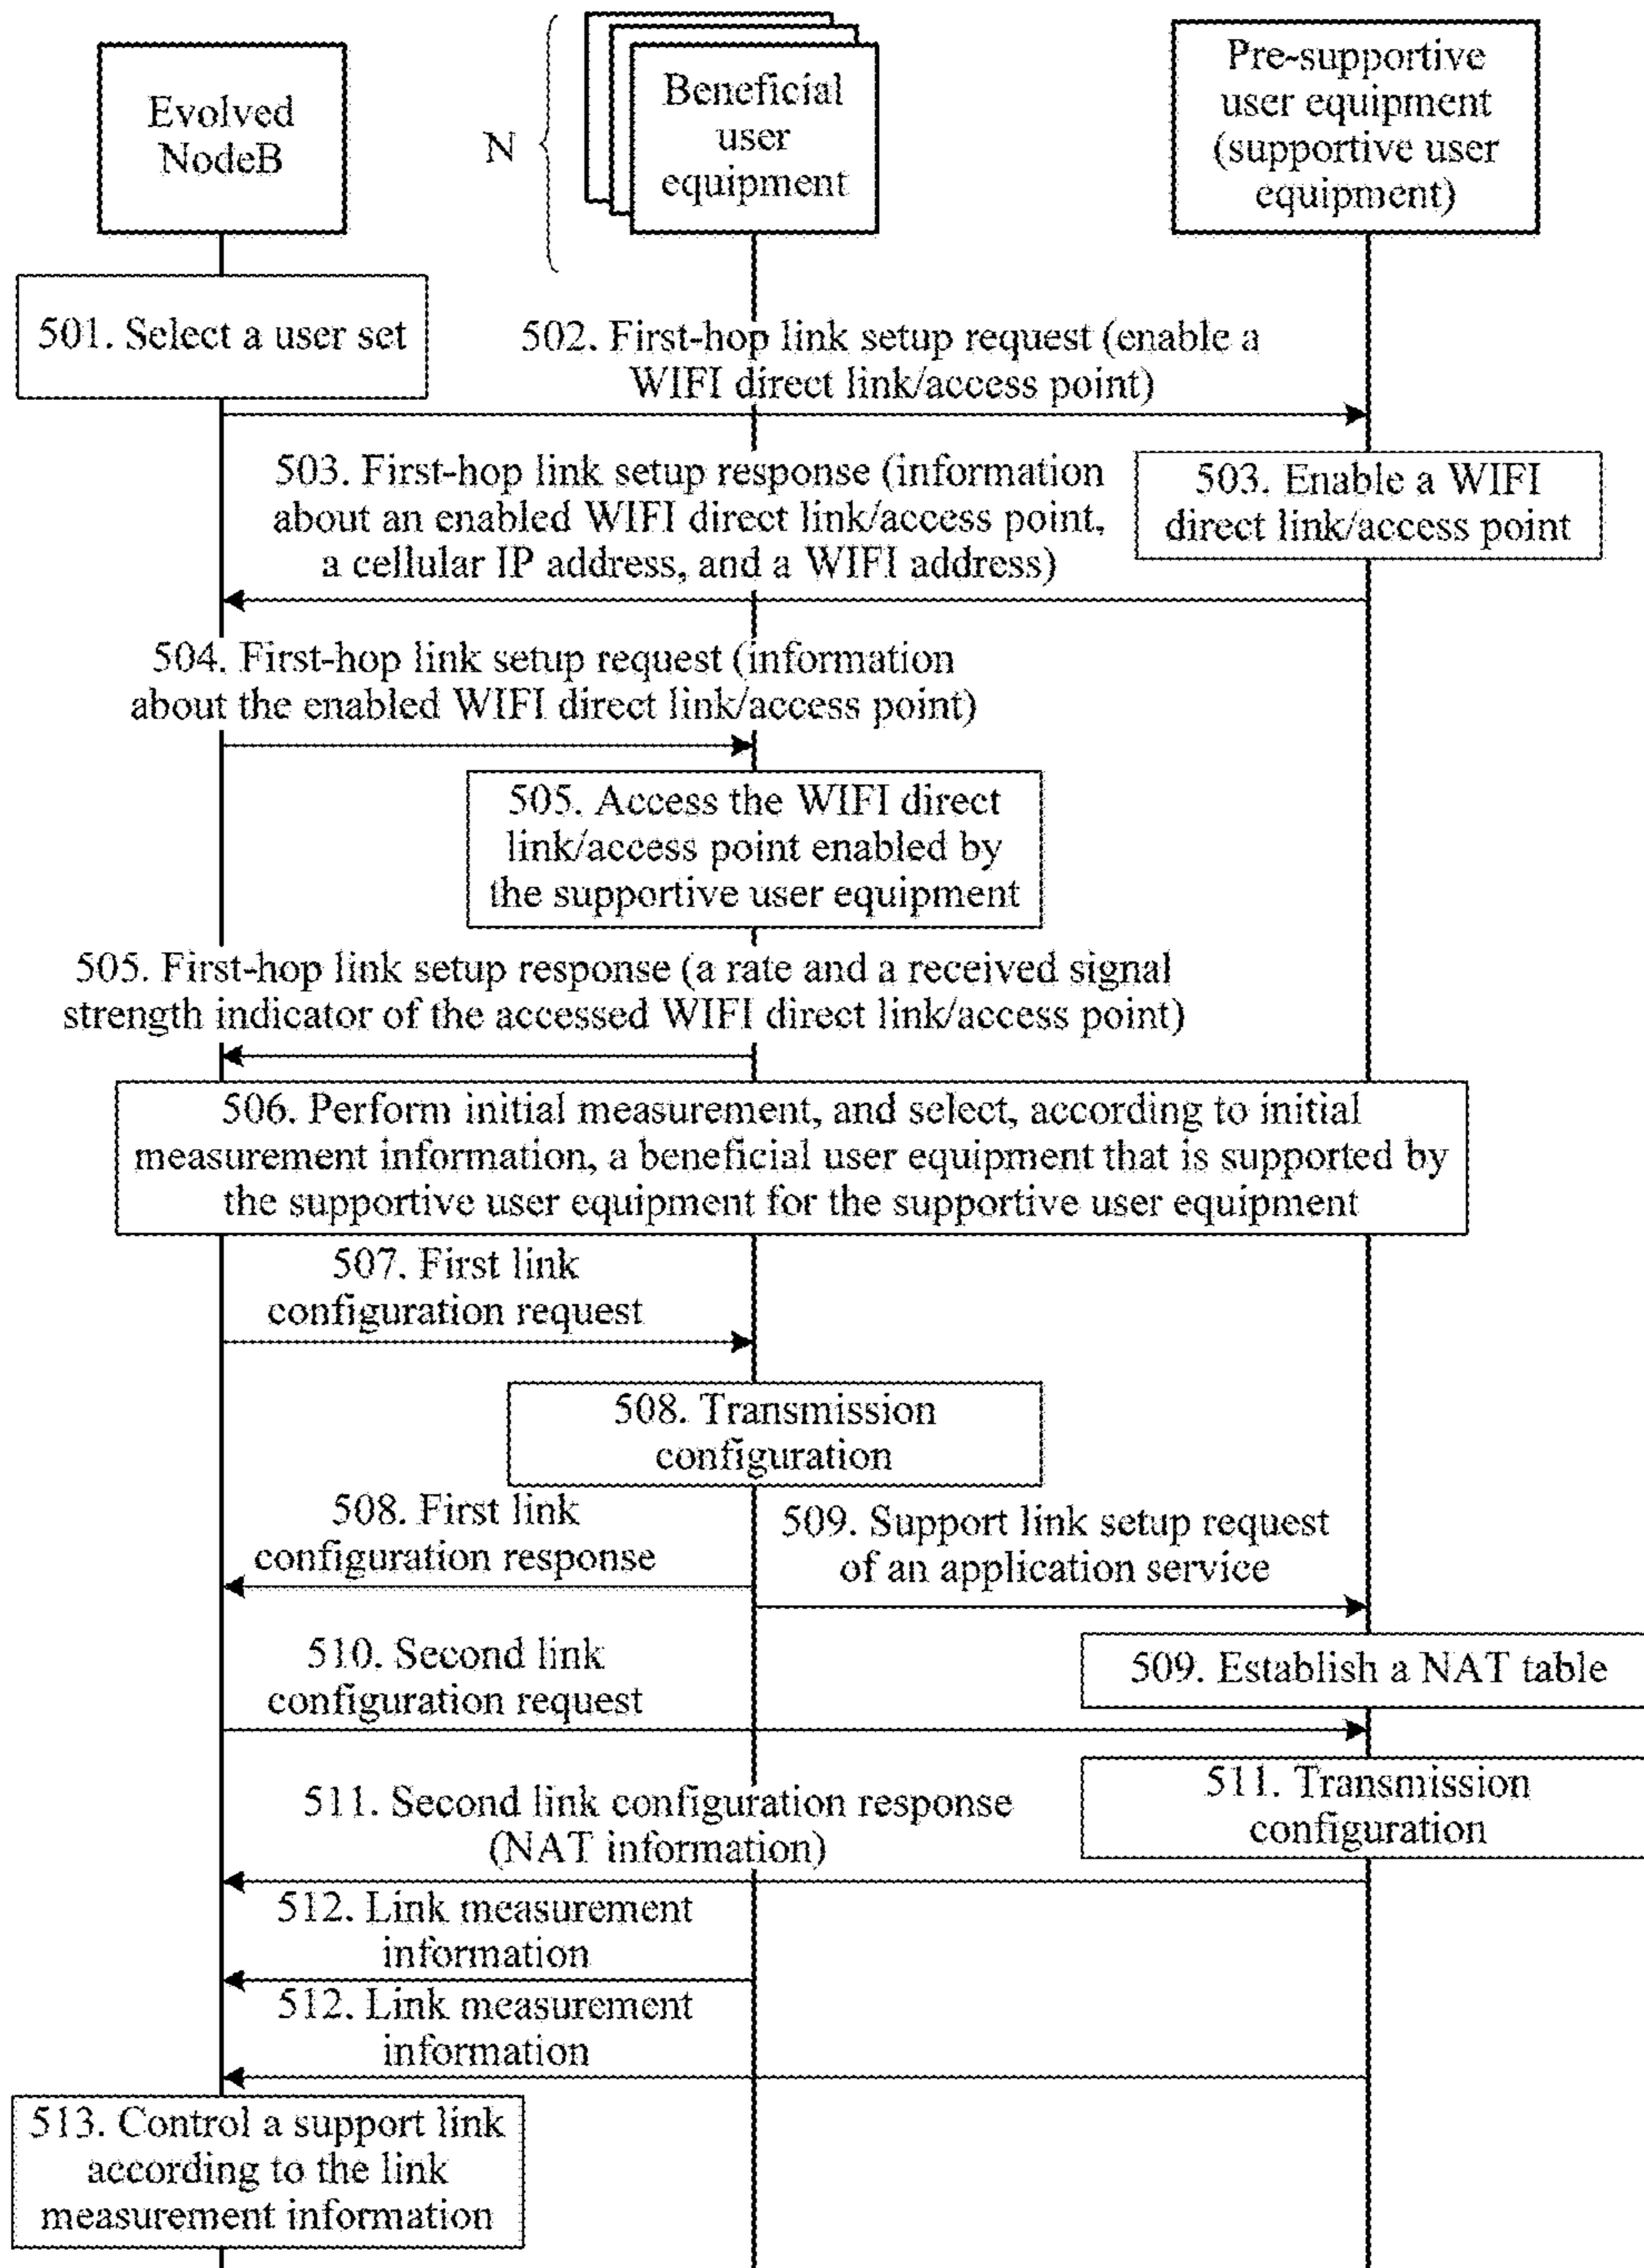 Evolved
NodeB
N
Beneficial
user
equipment
Pre-supportive
user equipment
(supportive user
equipment)
501. Select a user set
502. First-hop link setup request (enable a
WIFI direct link/access point)
503. First-hop link setup response (information
about an enabled WIFI direct link/access point,
a cellular IP address, and a WIFI address)
503. Enable a WIFI
direct link/access point
504. First-hop link setup request (information
about the enabled WIFI direct link/access point)
505. Access the WIFI direct
link/access point enabled by
the supportive user equipment
505. First-hop link setup response (a rate and a received signal
strength indicator of the accessed WIFI direct link/access point)
506. Perform initial measurement, and select, according to initial
measurement information, a beneficial user equipment that is supported by
the supportive user equipment for the supportive user equipment
507. First link
configuration request
508. Transmission
configuration
508. First link
configuration response
509. Support link setup request
of an application service
509. Establish a NAT table
510. Second link
configuration request
511. Transmission
configuration
511. Second link configuration response
(NAT information)
512. Link measurement
information
512. Link measurement
information
513. Control a support link
according to the link
measurement information